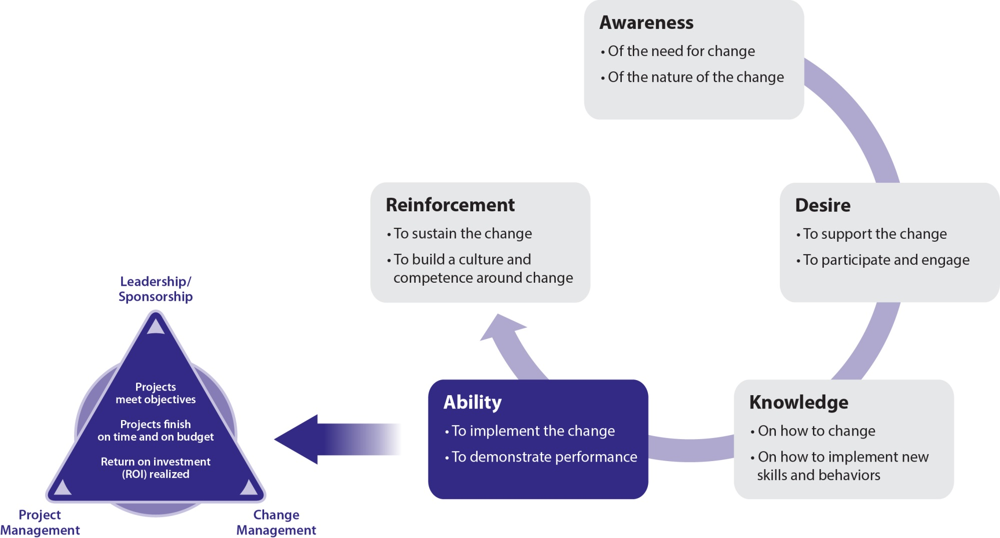 Awareness
• Of the need for change
• Of the nature of the change
Desire
• To support the change
• To participate and engage
Knowledge
• On how to change
• On how to implement new
skills and behaviors
Ability
• To implement the change
• To demonstrate performance
Reinforcement
• To sustain the change
• To build a culture and
competence around change
Leadership/
Sponsorship
Projects
meet objectives
Projects finish
on time and on budget
Return on investment
(ROI) realized
Project
Management
Change
Management